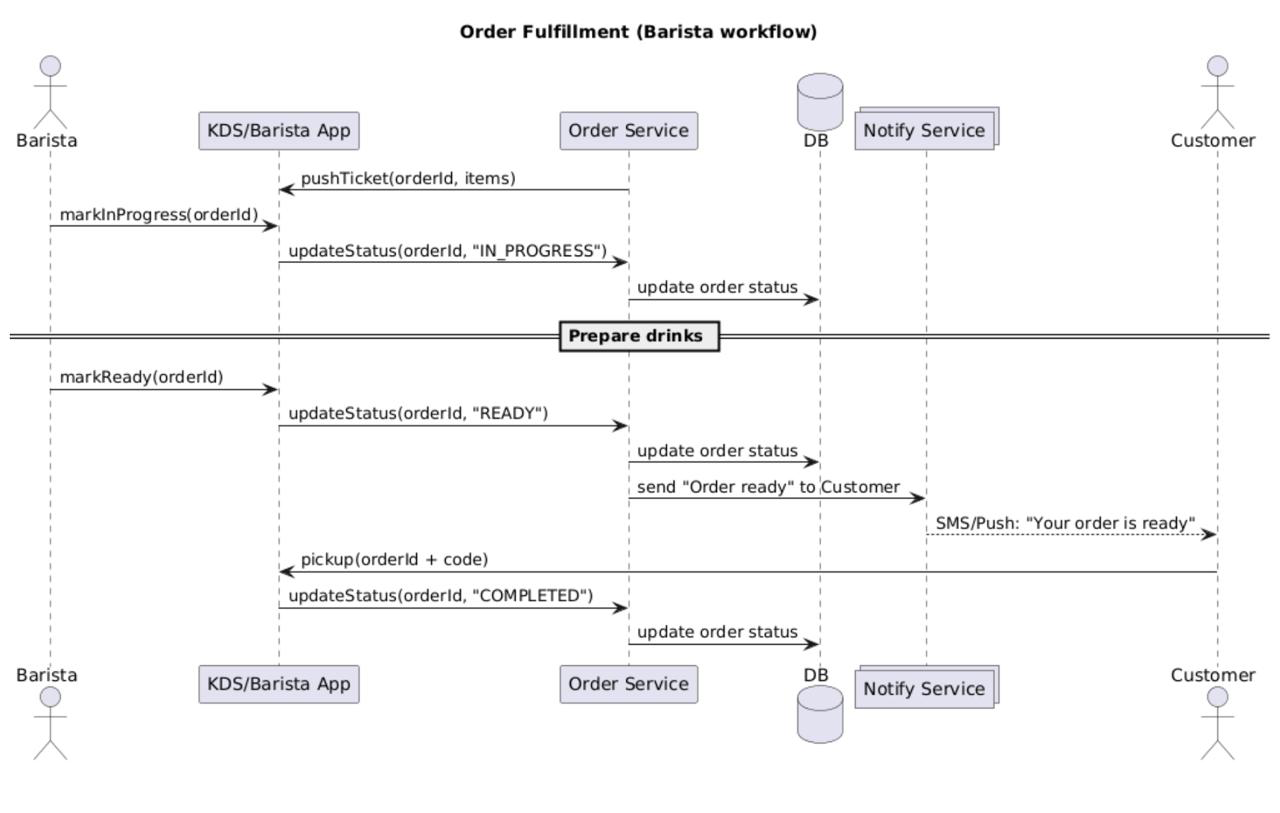 Order Fulfillment (Barista workflow)
Barista
KDS/Barista App
Order Service
DB
Notify Service
Customer
pushTicket(orderId, items)
markInProgress(orderId)
updateStatus(orderId, "IN_PROGRESS")
update order status
Prepare drinks
markReady(orderId)
updateStatus(orderId, "READY")
update order status
send "Order ready" to Customer
SMS/Push: "Your order is ready"
pickup(orderId + code)
updateStatus(orderId, "COMPLETED")
update order status
Barista
KDS/Barista App
Order Service
DB
Notify Service
Customer